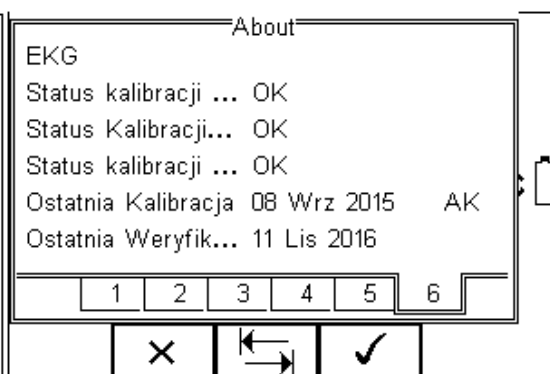 About
EKG
Status kalibracji ... OK
Status Kalibracji... OK
Status kalibracji ... OK
Ostatnia Kalibracja 08 Wrz 2015 AK
Ostatnia Weryfik... 11 Lis 2016
1 2 3 4 5 6